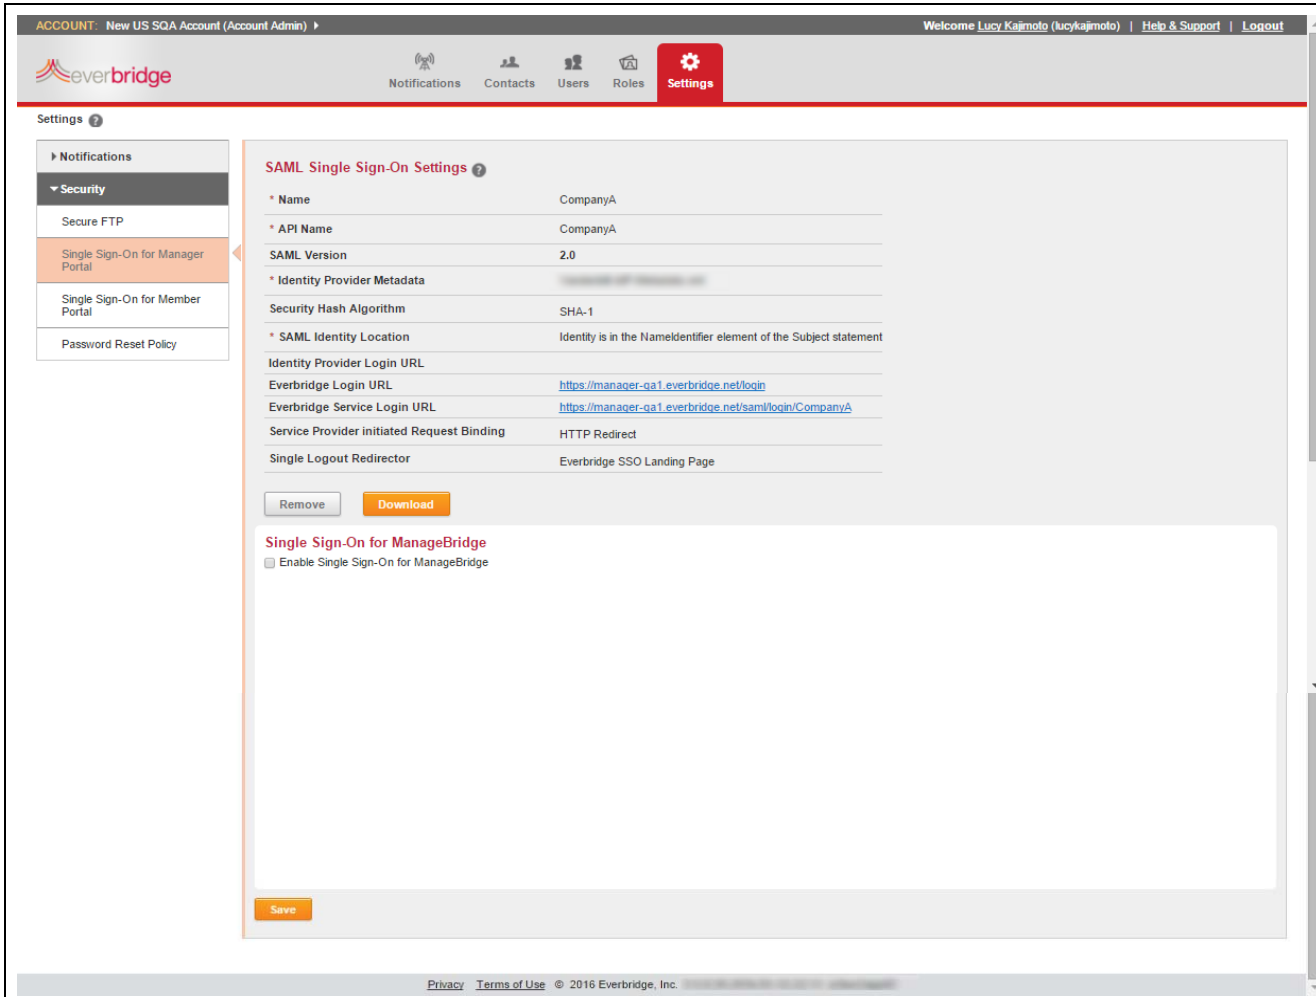 ACCOUNT: New US SQA Account (Account Admin)
Welcome Lucy Kajimoto (lucykajimoto) | Help & Support | Logout
everbridge
Notifications Contacts Users Roles Settings
Settings
Notifications
Security
Secure FTP
Single Sign-On for Manager
Portal
Single Sign-On for Member
Portal
Password Reset Policy
SAML Single Sign-On Settings
* Name CompanyA
* API Name CompanyA
SAML Version 2.0
* Identity Provider Metadata
Security Hash Algorithm SHA-1
* SAML Identity Location Identity is in the NameIdentifier element of the Subject statement
Identity Provider Login URL
Everbridge Login URL https://manager-qa1.everbridge.net/login
Everbridge Service Login URL https://manager-qa1.everbridge.net/saml/login/CompanyA
Service Provider initiated Request Binding HTTP Redirect
Single Logout Redirector Everbridge SSO Landing Page
Remove Download
Single Sign-On for ManageBridge
Enable Single Sign-On for ManageBridge
Save
Privacy Terms of Use © 2016 Everbridge, Inc.